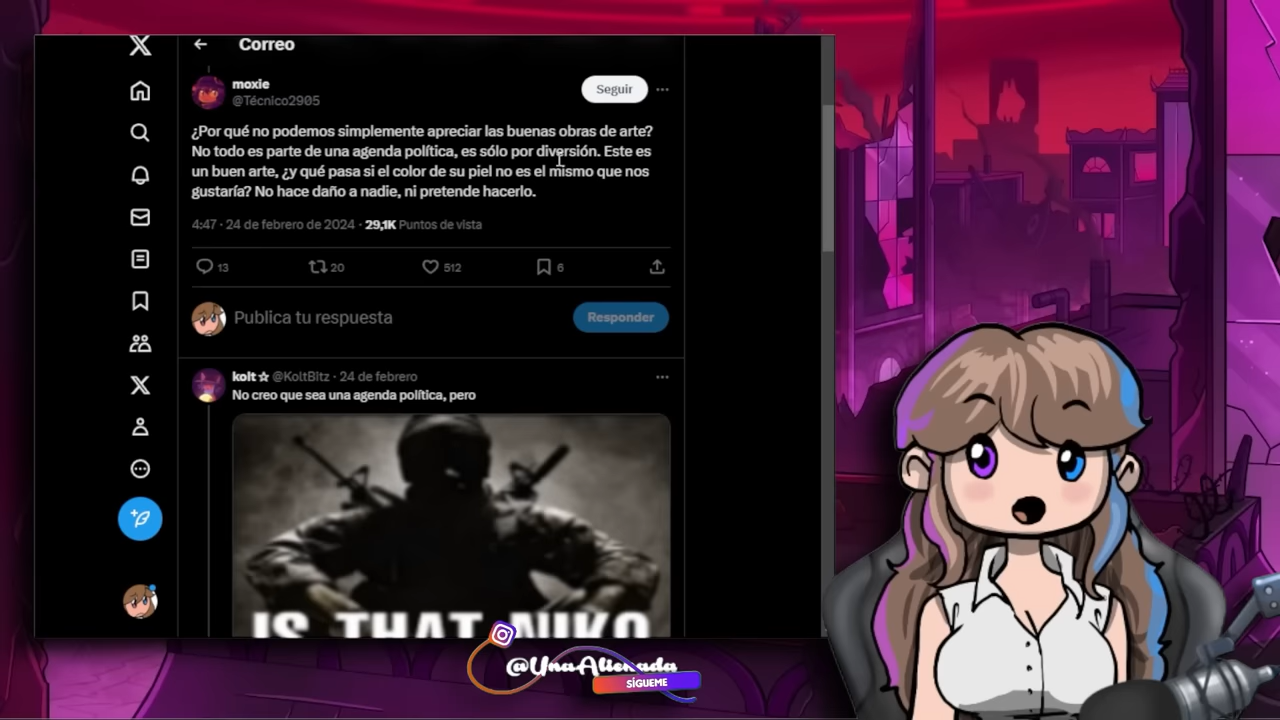 Correo
moxie
@Técnico2905
Seguir
¿Por qué no podemos simplemente apreciar las buenas obras de arte?
No todo es parte de una agenda política, es sólo por diversión. Este es
un buen arte, ¿y qué pasa si el color de su piel no es el mismo que nos
gustaría? No hace daño a nadie, ni pretende hacerlo.
4:47 · 24 de febrero de 2024 · 29,1K Puntos de vista
13 20 512 6
Publica tu respuesta
Responder
kolt☆ @KoltBitz · 24 de febrero
No creo que sea una agenda política, pero
IS THAT NIKO
@UnaAlienada
SÍGUEME